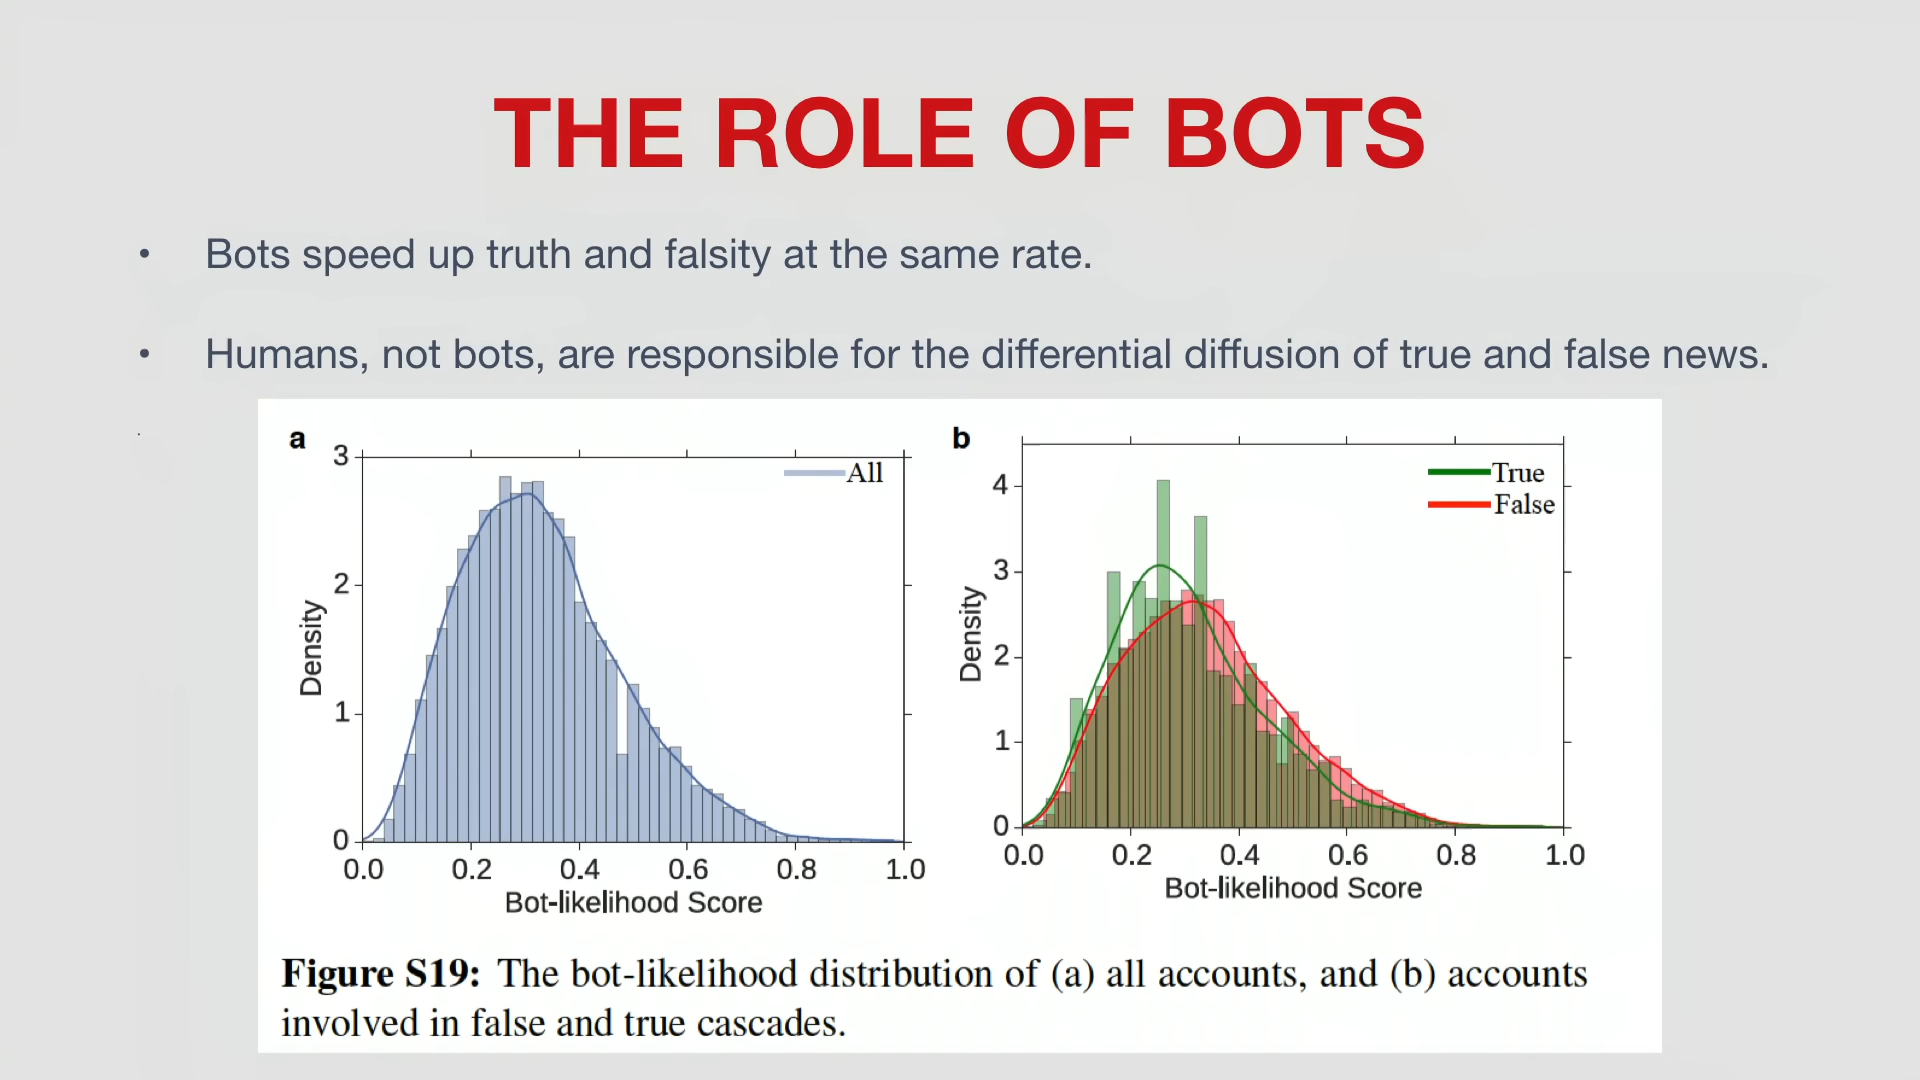 THE ROLE OF BOTS
• Bots speed up truth and falsity at the same rate.
• Humans, not bots, are responsible for the differential diffusion of true and false news.
a
3
2
1
0
Density
All
0.0 0.2 0.4 0.6 0.8 1.0
Bot-likelihood Score
b
4
3
2
1
0
Density
True
False
0.0 0.2 0.4 0.6 0.8 1.0
Bot-likelihood Score
Figure S19: The bot-likelihood distribution of (a) all accounts, and (b) accounts
involved in false and true cascades.